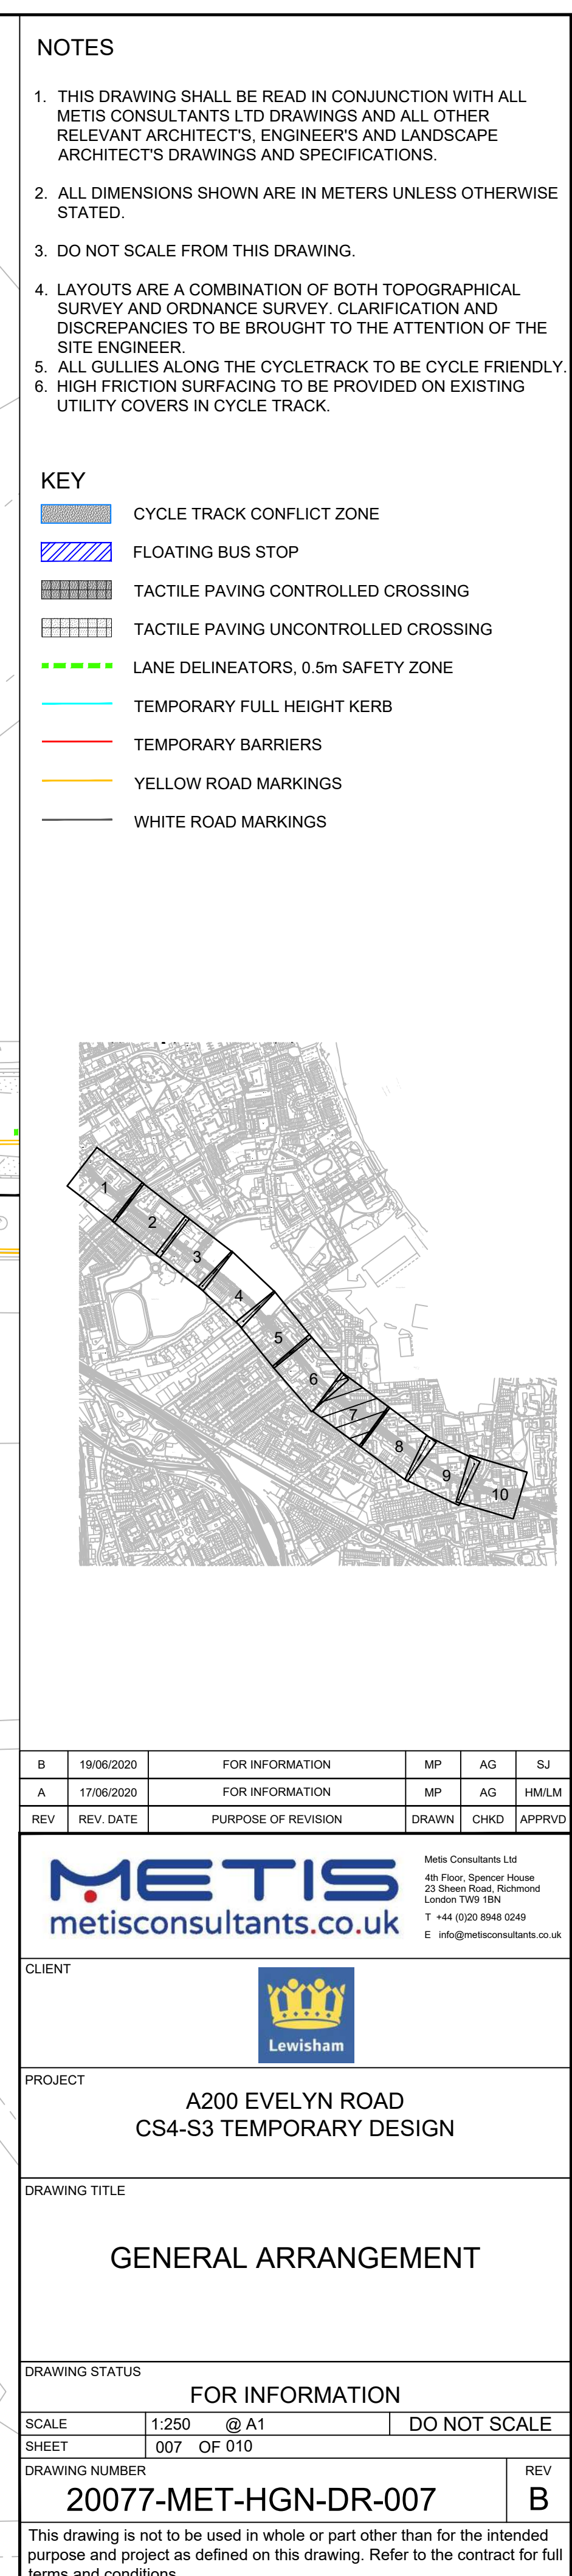 NOTES
1. THIS DRAWING SHALL BE READ IN CONJUNCTION WITH ALL
METIS CONSULTANTS LTD DRAWINGS AND ALL OTHER
RELEVANT ARCHITECT'S, ENGINEER'S AND LANDSCAPE
ARCHITECT'S DRAWINGS AND SPECIFICATIONS.
2. ALL DIMENSIONS SHOWN ARE IN METERS UNLESS OTHERWISE
STATED.
3. DO NOT SCALE FROM THIS DRAWING.
4. LAYOUTS ARE A COMBINATION OF BOTH TOPOGRAPHICAL
SURVEY AND ORDNANCE SURVEY. CLARIFICATION AND
DISCREPANCIES TO BE BROUGHT TO THE ATTENTION OF THE
SITE ENGINEER.
5. ALL GULLIES ALONG THE CYCLETRACK TO BE CYCLE FRIENDLY.
6. HIGH FRICTION SURFACING TO BE PROVIDED ON EXISTING
UTILITY COVERS IN CYCLE TRACK.
KEY
CYCLE TRACK CONFLICT ZONE
FLOATING BUS STOP
TACTILE PAVING CONTROLLED CROSSING
TACTILE PAVING UNCONTROLLED CROSSING
LANE DELINEATORS, 0.5m SAFETY ZONE
TEMPORARY FULL HEIGHT KERB
TEMPORARY BARRIERS
YELLOW ROAD MARKINGS
WHITE ROAD MARKINGS
1
2
3
4
5
6
7
8
9
10
B 19/06/2020 FOR INFORMATION MP AG SJ
A 17/06/2020 FOR INFORMATION MP AG HM/LM
REV REV. DATE PURPOSE OF REVISION DRAWN CHKD APPRVD
METIS
metisconsultants.co.uk
Metis Consultants Ltd
4th Floor, Spencer House
23 Sheen Road, Richmond
London TW9 1BN
T +44 (0)20 8948 0249
E info@metisconsultants.co.uk
CLIENT
Lewisham
PROJECT
A200 EVELYN ROAD
CS4-S3 TEMPORARY DESIGN
DRAWING TITLE
GENERAL ARRANGEMENT
DRAWING STATUS
FOR INFORMATION
SCALE 1:250 @ A1 DO NOT SCALE
SHEET 007 OF 010
DRAWING NUMBER REV
20077-MET-HGN-DR-007 B
This drawing is not to be used in whole or part other than for the intended
purpose and project as defined on this drawing. Refer to the contract for full
terms and conditions